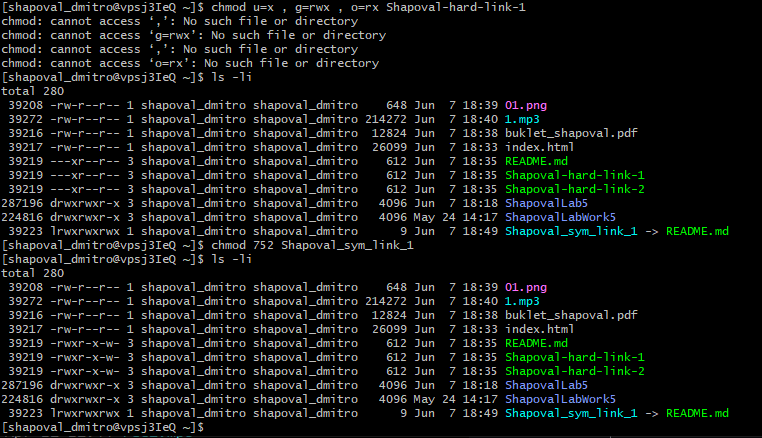 [shapoval_dmitro@vpsj3IeQ ~]$ chmod u=x , g=rwx , o=rx Shapoval-hard-link-1
chmod: cannot access ‘,’: No such file or directory
chmod: cannot access ‘g=rwx’: No such file or directory
chmod: cannot access ‘,’: No such file or directory
chmod: cannot access ‘o=rx’: No such file or directory
[shapoval_dmitro@vpsj3IeQ ~]$ ls -li
total 280
 39208 -rw-r--r-- 1 shapoval_dmitro shapoval_dmitro    648 Jun  7 18:39 01.png
 39272 -rw-r--r-- 1 shapoval_dmitro shapoval_dmitro 214272 Jun  7 18:40 1.mp3
 39216 -rw-r--r-- 1 shapoval_dmitro shapoval_dmitro  12824 Jun  7 18:38 buklet_shapoval.pdf
 39217 -rw-r--r-- 1 shapoval_dmitro shapoval_dmitro  26099 Jun  7 18:33 index.html
 39219 ---xr--r-- 3 shapoval_dmitro shapoval_dmitro    612 Jun  7 18:35 README.md
 39219 ---xr--r-- 3 shapoval_dmitro shapoval_dmitro    612 Jun  7 18:35 Shapoval-hard-link-1
 39219 ---xr--r-- 3 shapoval_dmitro shapoval_dmitro    612 Jun  7 18:35 Shapoval-hard-link-2
287196 drwxrwxr-x 3 shapoval_dmitro shapoval_dmitro   4096 Jun  7 18:18 ShapovalLab5
224816 drwxrwxr-x 3 shapoval_dmitro shapoval_dmitro   4096 May 24 14:17 ShapovalLabWork5
 39223 lrwxrwxrwx 1 shapoval_dmitro shapoval_dmitro      9 Jun  7 18:49 Shapoval_sym_link_1 -> README.md
[shapoval_dmitro@vpsj3IeQ ~]$ chmod 752 Shapoval_sym_link_1
[shapoval_dmitro@vpsj3IeQ ~]$ ls -li
total 280
 39208 -rw-r--r-- 1 shapoval_dmitro shapoval_dmitro    648 Jun  7 18:39 01.png
 39272 -rw-r--r-- 1 shapoval_dmitro shapoval_dmitro 214272 Jun  7 18:40 1.mp3
 39216 -rw-r--r-- 1 shapoval_dmitro shapoval_dmitro  12824 Jun  7 18:38 buklet_shapoval.pdf
 39217 -rw-r--r-- 1 shapoval_dmitro shapoval_dmitro  26099 Jun  7 18:33 index.html
 39219 -rwxr-x-w- 3 shapoval_dmitro shapoval_dmitro    612 Jun  7 18:35 README.md
 39219 -rwxr-x-w- 3 shapoval_dmitro shapoval_dmitro    612 Jun  7 18:35 Shapoval-hard-link-1
 39219 -rwxr-x-w- 3 shapoval_dmitro shapoval_dmitro    612 Jun  7 18:35 Shapoval-hard-link-2
287196 drwxrwxr-x 3 shapoval_dmitro shapoval_dmitro   4096 Jun  7 18:18 ShapovalLab5
224816 drwxrwxr-x 3 shapoval_dmitro shapoval_dmitro   4096 May 24 14:17 ShapovalLabWork5
 39223 lrwxrwxrwx 1 shapoval_dmitro shapoval_dmitro      9 Jun  7 18:49 Shapoval_sym_link_1 -> README.md
[shapoval_dmitro@vpsj3IeQ ~]$